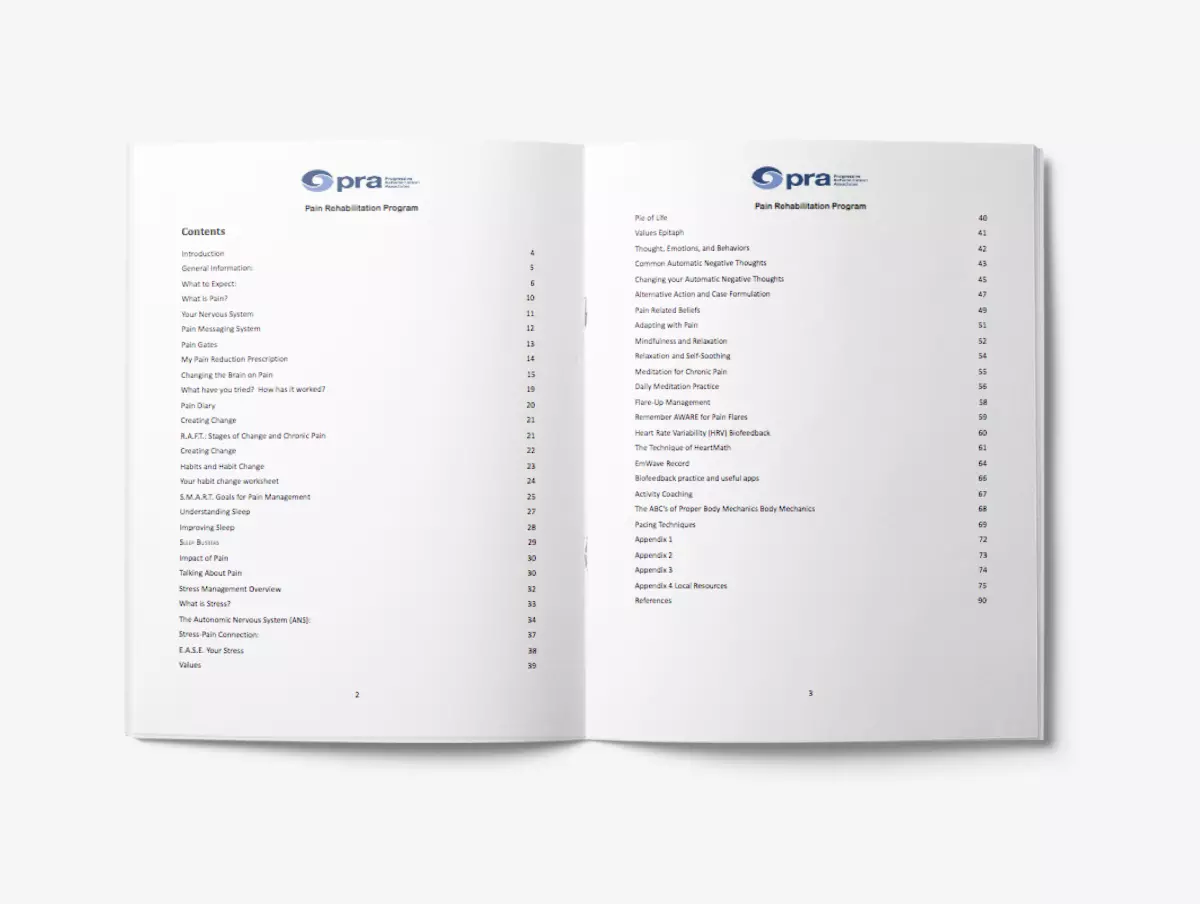 pra Progressive Rehabilitation Associates
Pain Rehabilitation Program
Contents
Introduction 4
General Information: 5
What to Expect: 6
What is Pain? 10
Your Nervous System 11
Pain Messaging System 12
Pain Gates 13
My Pain Reduction Prescription 14
Changing the Brain on Pain 15
What have you tried? How has it worked? 19
Pain Diary 20
Creating Change 21
R.A.F.T.: Stages of Change and Chronic Pain 21
Creating Change 22
Habits and Habit Change 23
Your habit change worksheet 24
S.M.A.R.T. Goals for Pain Management 25
Understanding Sleep 27
Improving Sleep 28
Sleep Busters 29
Impact of Pain 30
Talking About Pain 30
Stress Management Overview 32
What is Stress? 33
The Autonomic Nervous System (ANS): 34
Stress-Pain Connection: 37
E.A.S.E. Your Stress 38
Values 39
2
pra Progressive Rehabilitation Associates
Pain Rehabilitation Program
Pie of Life 40
Values Epitaph 41
Thought, Emotions, and Behaviors 42
Common Automatic Negative Thoughts 43
Changing your Automatic Negative Thoughts 45
Alternative Action and Case Formulation 47
Pain Related Beliefs 49
Adapting with Pain 51
Mindfulness and Relaxation 52
Relaxation and Self-Soothing 54
Meditation for Chronic Pain 55
Daily Meditation Practice 56
Flare-Up Management 58
Remember AWARE for Pain Flares 59
Heart Rate Variability (HRV) Biofeedback 60
The Technique of HeartMath 61
EmWave Record 64
Biofeedback practice and useful apps 66
Activity Coaching 67
The ABC's of Proper Body Mechanics Body Mechanics 68
Pacing Techniques 69
Appendix 1 72
Appendix 2 73
Appendix 3 74
Appendix 4 Local Resources 75
References 90
3